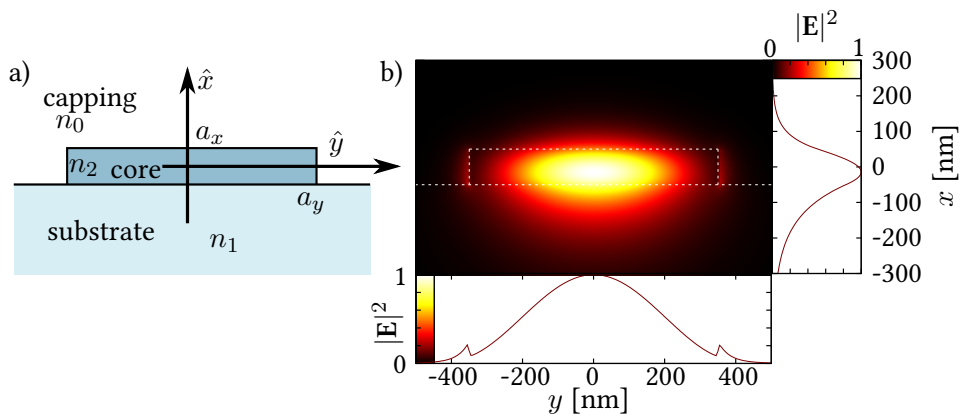 a)
x̂
capping
n₀
aₓ
ŷ
n₂ core
a_y
substrate
n₁
b)
|E|²
0 1
300
200
100
0
-100
-200
-300
x [nm]
1
|E|²
0
-400 -200 0 200 400
y [nm]